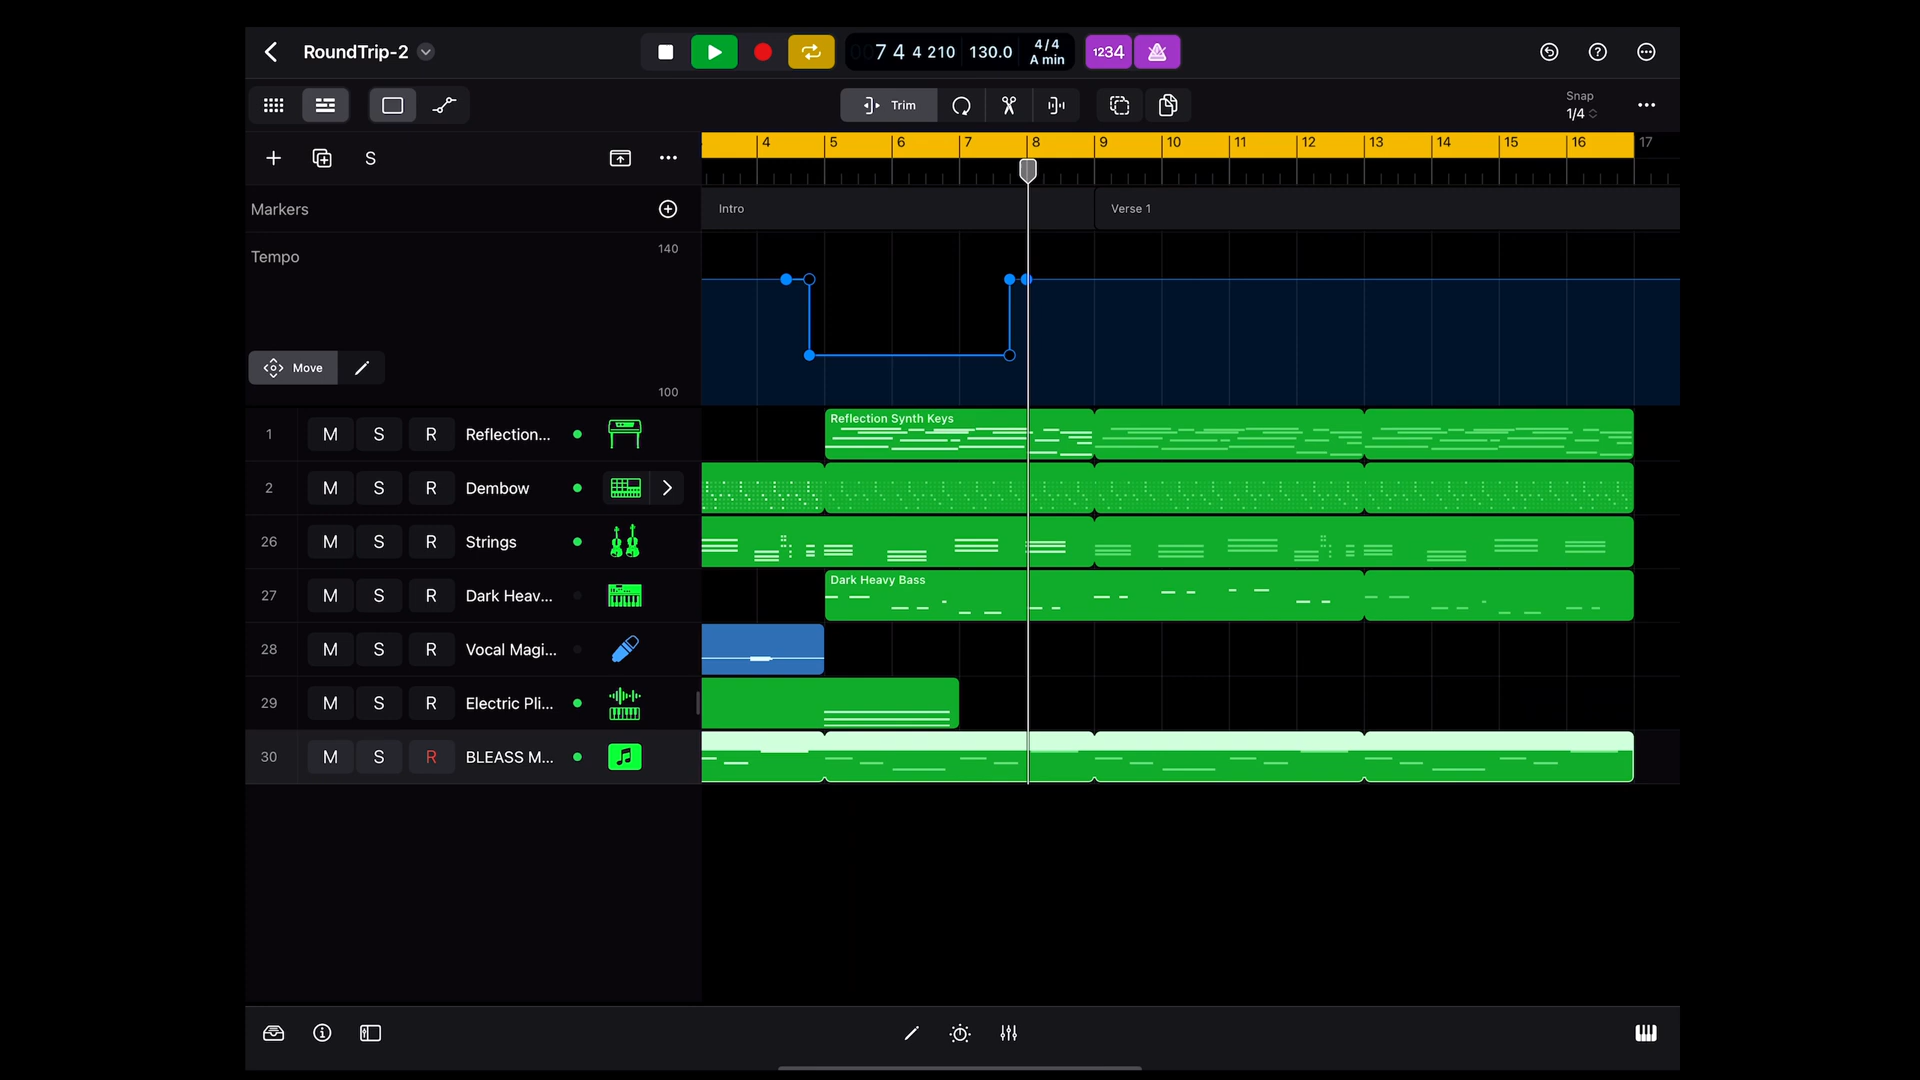 RoundTrip-2
007 4 4 210 130.0 4/4 A min
1234
Trim
Snap
1/4
S
4 5 6 7 8 9 10 11 12 13 14 15 16 17
Markers
Intro
Verse 1
Tempo
140
Move
100
1 M S R Reflection...
Reflection Synth Keys
2 M S R Dembow
26 M S R Strings
27 M S R Dark Heav...
Dark Heavy Bass
28 M S R Vocal Magi...
29 M S R Electric Pli...
30 M S R BLEASS M...